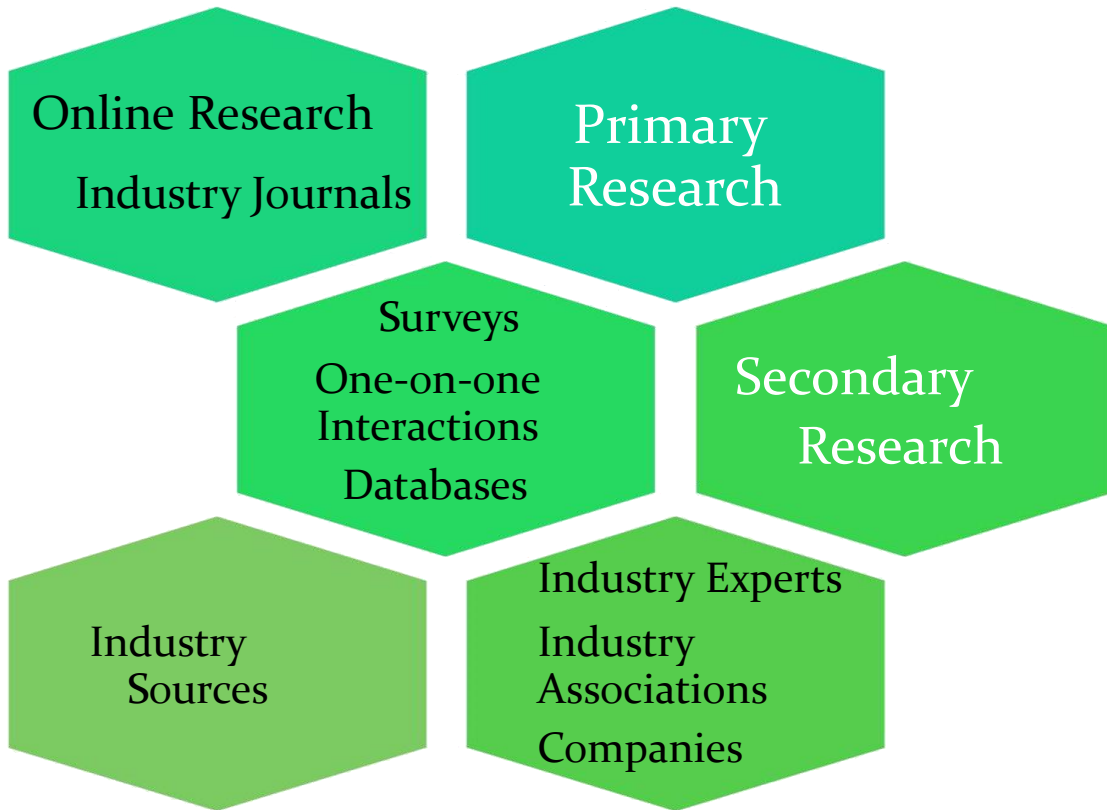 Online Research
Industry Journals
Primary
Research
Surveys
One-on-one
Interactions
Databases
Secondary
Research
Industry
Sources
Industry Experts
Industry
Associations
Companies